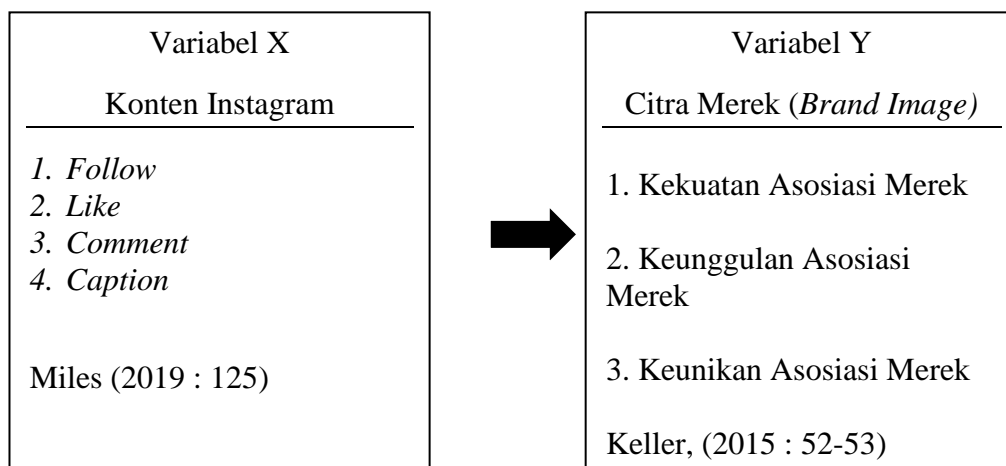 Variabel X
Konten Instagram
1. Follow
2. Like
3. Comment
4. Caption
Miles (2019 : 125)
Variabel Y
Citra Merek (Brand Image)
1. Kekuatan Asosiasi Merek
2. Keunggulan Asosiasi
Merek
3. Keunikan Asosiasi Merek
Keller, (2015 : 52-53)